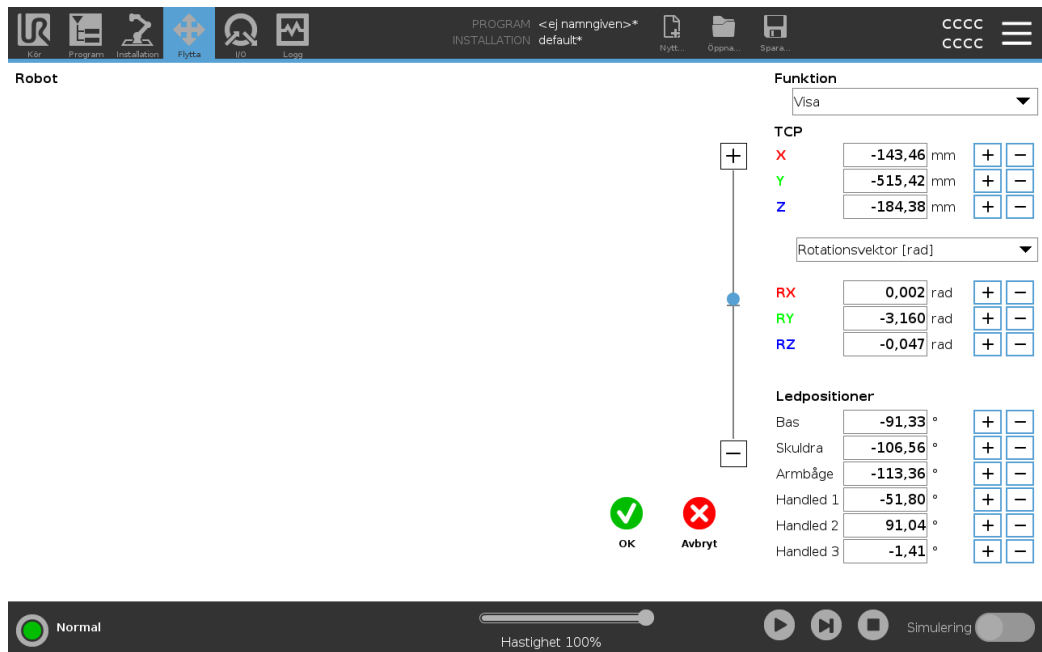 Kör Program Installation Flytta I/O Logg
PROGRAM <ej namngiven>*
INSTALLATION default*
Nytt... Öppna... Spara...
CCCC
CCCC
Robot
Funktion
Visa
TCP
X -143,46 mm + −
Y -515,42 mm + −
Z -184,38 mm + −
Rotationsvektor [rad]
RX 0,002 rad + −
RY -3,160 rad + −
RZ -0,047 rad + −
Ledpositioner
Bas -91,33 ° + −
Skuldra -106,56 ° + −
Armbåge -113,36 ° + −
Handled 1 -51,80 ° + −
Handled 2 91,04 ° + −
Handled 3 -1,41 ° + −
OK Avbryt
Normal
Hastighet 100%
Simulering